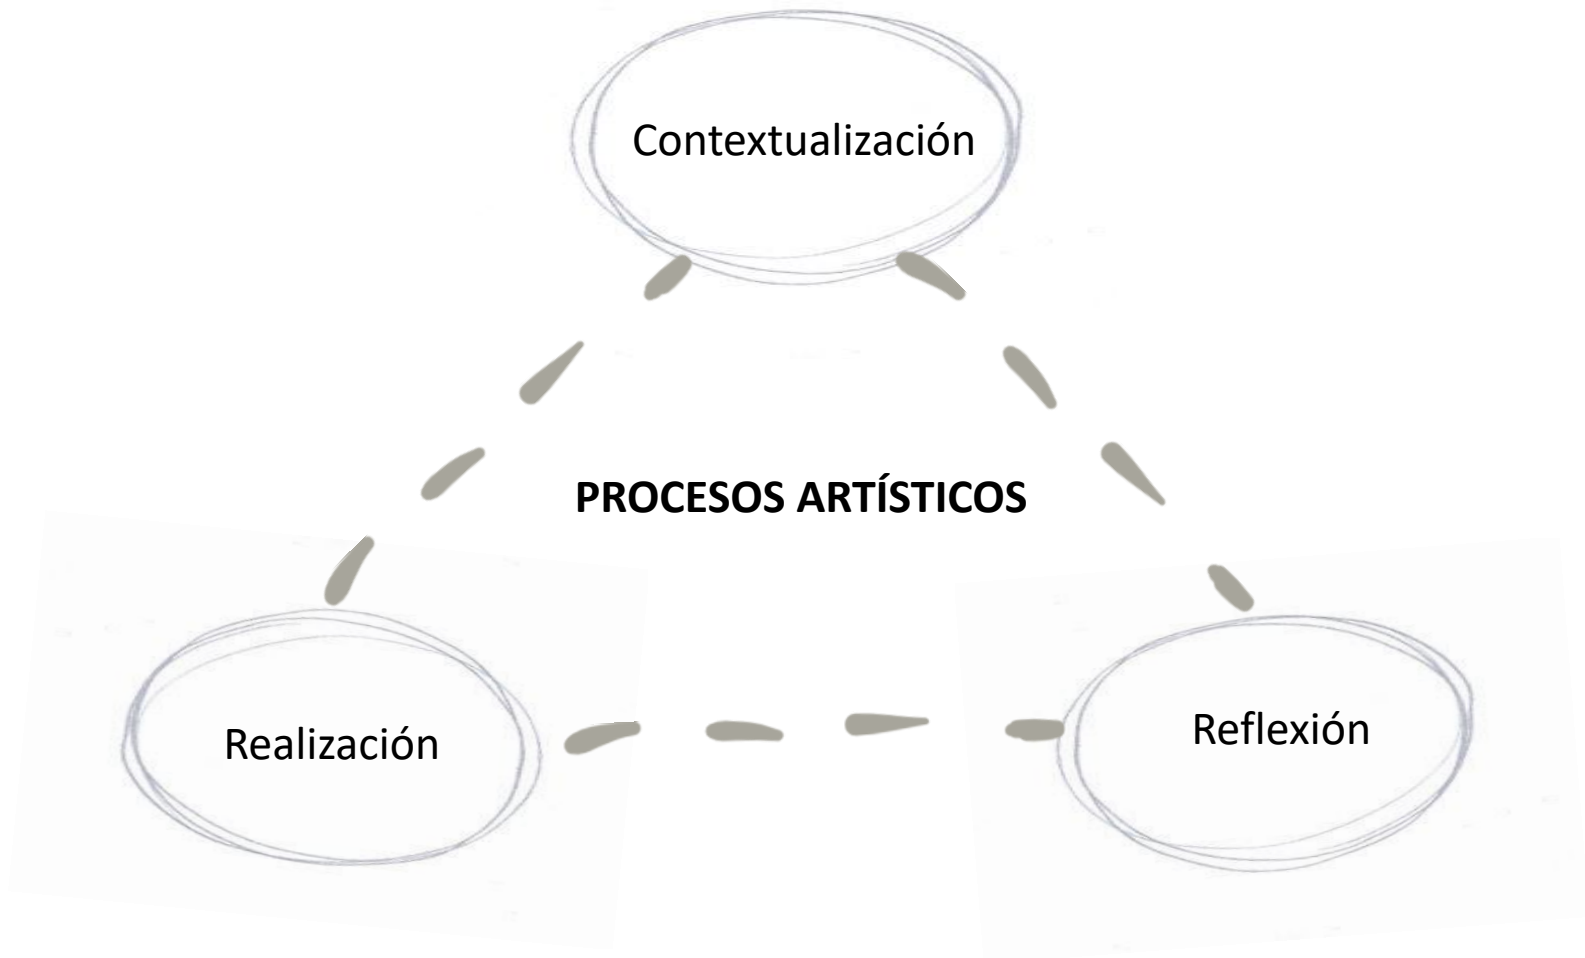 Contextualización
PROCESOS ARTÍSTICOS
Realización
Reflexión